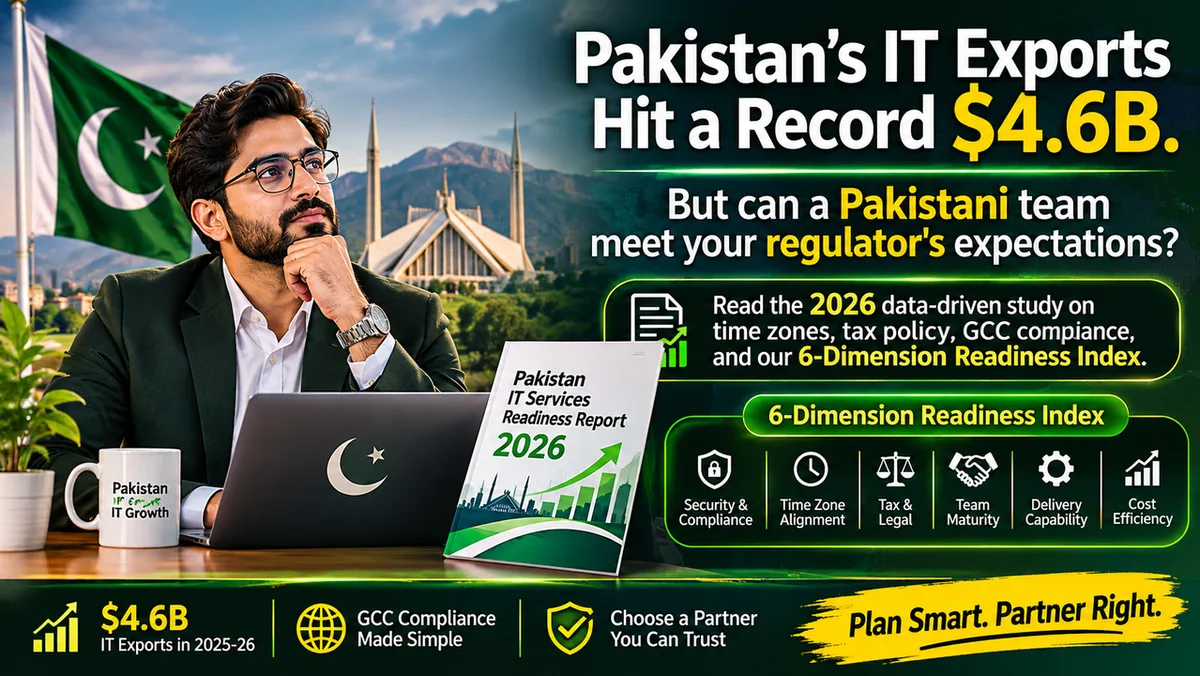 Pakistan's IT Exports
Hit a Record $4.6B.
But can a Pakistani team
meet your regulator's expectations?
Read the 2026 data-driven study on
time zones, tax policy, GCC compiance,
and our 6-Dimension Readiness Index.
6-Dimension Readiness Index
Security &
Compliance
Time Zone
Alignment
Tax &
Legal
Team
Maturity
Delivery
Capability
Cost
Efficiency
Pakistan
IT Services
Readiness Report
2026
Pakistan
IT Growth
$4.6B
IT Exports in 2025-26
GCC Compliance
Made Simple
Choose a Partner
You Can Trust
Plan Smart. Partner Right.